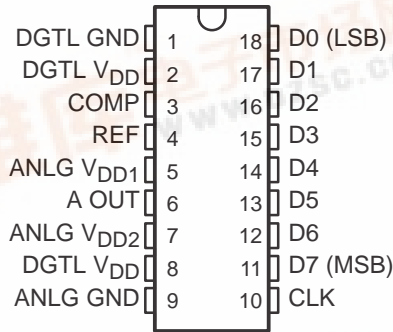 DGTL GND 1 18 D0 (LSB)
DGTL VDD 2 17 D1
COMP 3 16 D2
REF 4 15 D3
ANLG VDD1 5 14 D4
A OUT 6 13 D5
ANLG VDD2 7 12 D6
DGTL VDD 8 11 D7 (MSB)
ANLG GND 9 10 CLK